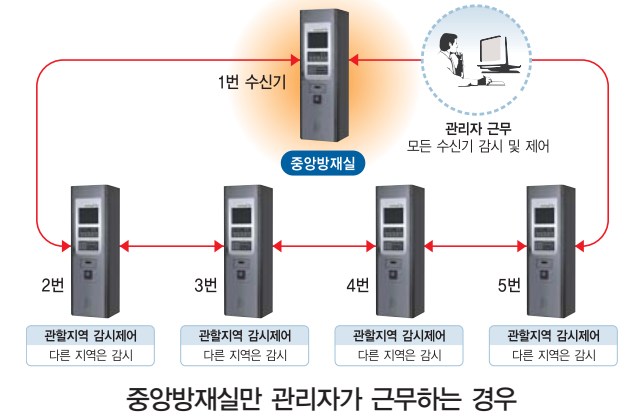 1번 수신기
관리자 근무
모든 수신기 감시 및 제어
중앙방재실
2번
3번
4번
5번
관할지역 감시제어
다른 지역은 감시
관할지역 감시제어
다른 지역은 감시
관할지역 감시제어
다른 지역은 감시
관할지역 감시제어
다른 지역은 감시
중앙방재실만 관리자가 근무하는 경우